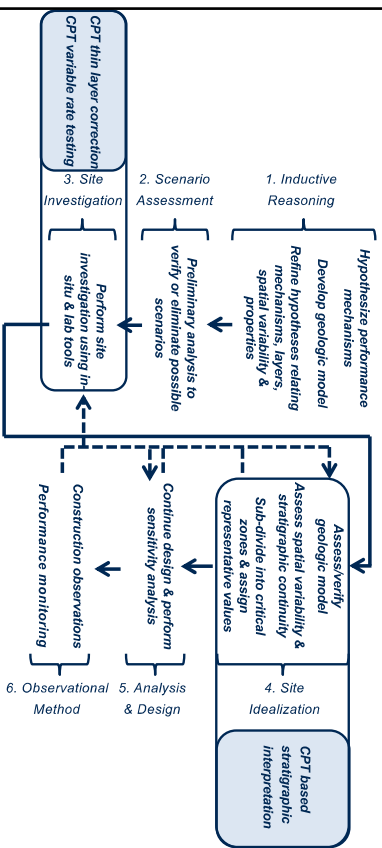 1. Inductive
Reasoning
Hypothesize performance
mechanisms
Develop geologic model
Refine hypotheses relating
mechanisms, layers,
spatial variability &
properties
2. Scenario
Assessment
Preliminary analysis to
verify or eliminate possible
scenarios
3. Site
Investigation
Perform site
investigation using in-
situ & lab tools
CPT thin layer correction
CPT variable rate testing
Assess/verify
geologic model
Assess spatial variability &
stratigraphic continuity
Sub-divide into critical
zones & assign
representative values
4. Site
Idealization
CPT based
stratigraphic
interpretation
Continue design & perform
sensitivity analysis
5. Analysis
& Design
Construction observations
Performance monitoring
6. Observational
Method